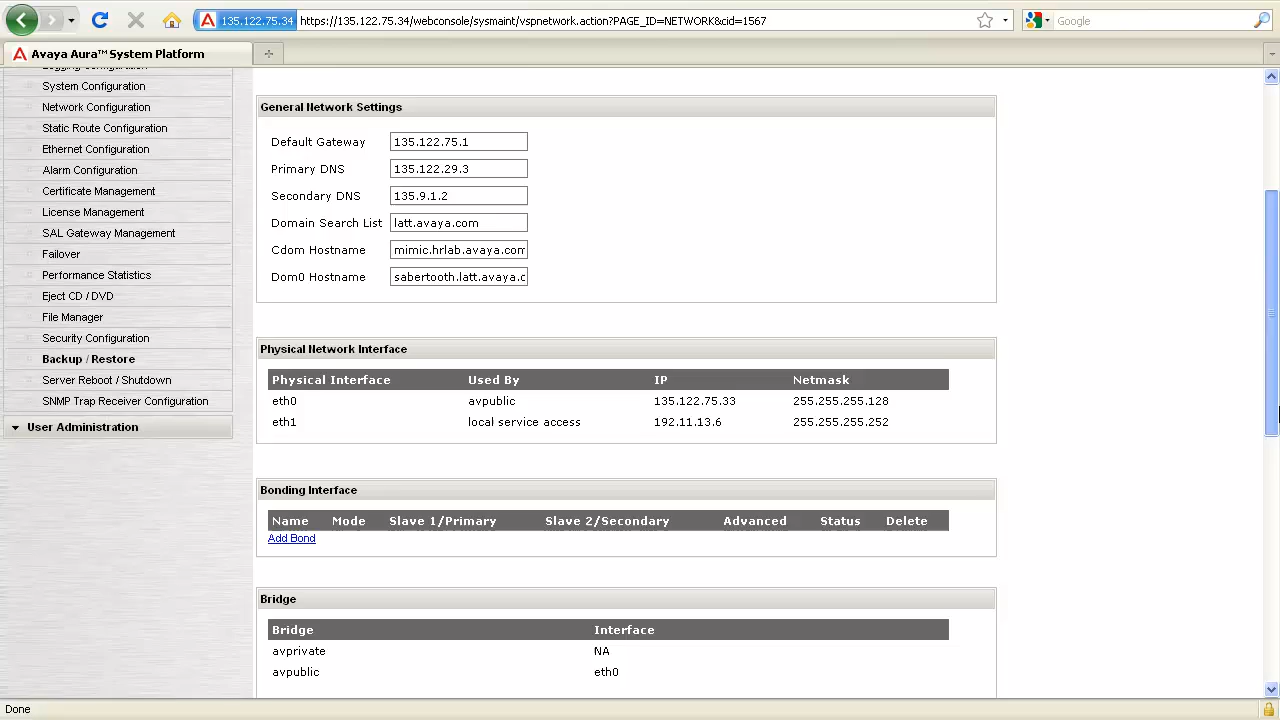 135.122.75.34 https://135.122.75.34/webconsole/sysmaint/vspnetwork.action?PAGE_ID=NETWORK&cid=1567
Google
Avaya Aura™ System Platform
Logging Configuration
System Configuration
Network Configuration
Static Route Configuration
Ethernet Configuration
Alarm Configuration
Certificate Management
License Management
SAL Gateway Management
Failover
Performance Statistics
Eject CD / DVD
File Manager
Security Configuration
Backup / Restore
Server Reboot / Shutdown
SNMP Trap Receiver Configuration
User Administration
General Network Settings
Default Gateway 135.122.75.1
Primary DNS 135.122.29.3
Secondary DNS 135.9.1.2
Domain Search List latt.avaya.com
Cdom Hostname mimic.hrlab.avaya.com
Dom0 Hostname sabertooth.latt.avaya.c
Physical Network Interface
Physical Interface Used By IP Netmask
eth0 avpublic 135.122.75.33 255.255.255.128
eth1 local service access 192.11.13.6 255.255.255.252
Bonding Interface
Name Mode Slave 1/Primary Slave 2/Secondary Advanced Status Delete
Add Bond
Bridge
Bridge Interface
avprivate NA
avpublic eth0
Done